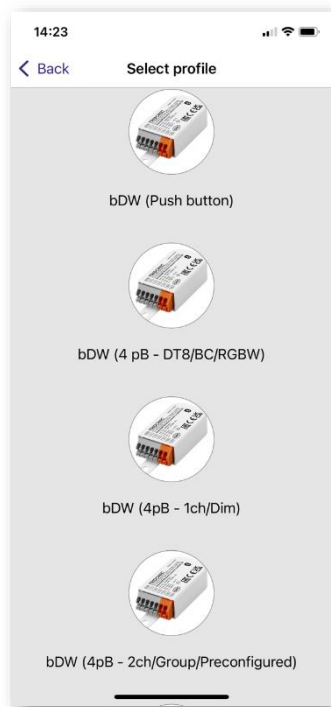 14:23
Back
Select profile
bDW (Push button)
bDW (4 pB - DT8/BC/RGBW)
bDW (4pB - 1ch/Dim)
bDW (4pB - 2ch/Group/Preconfigured)